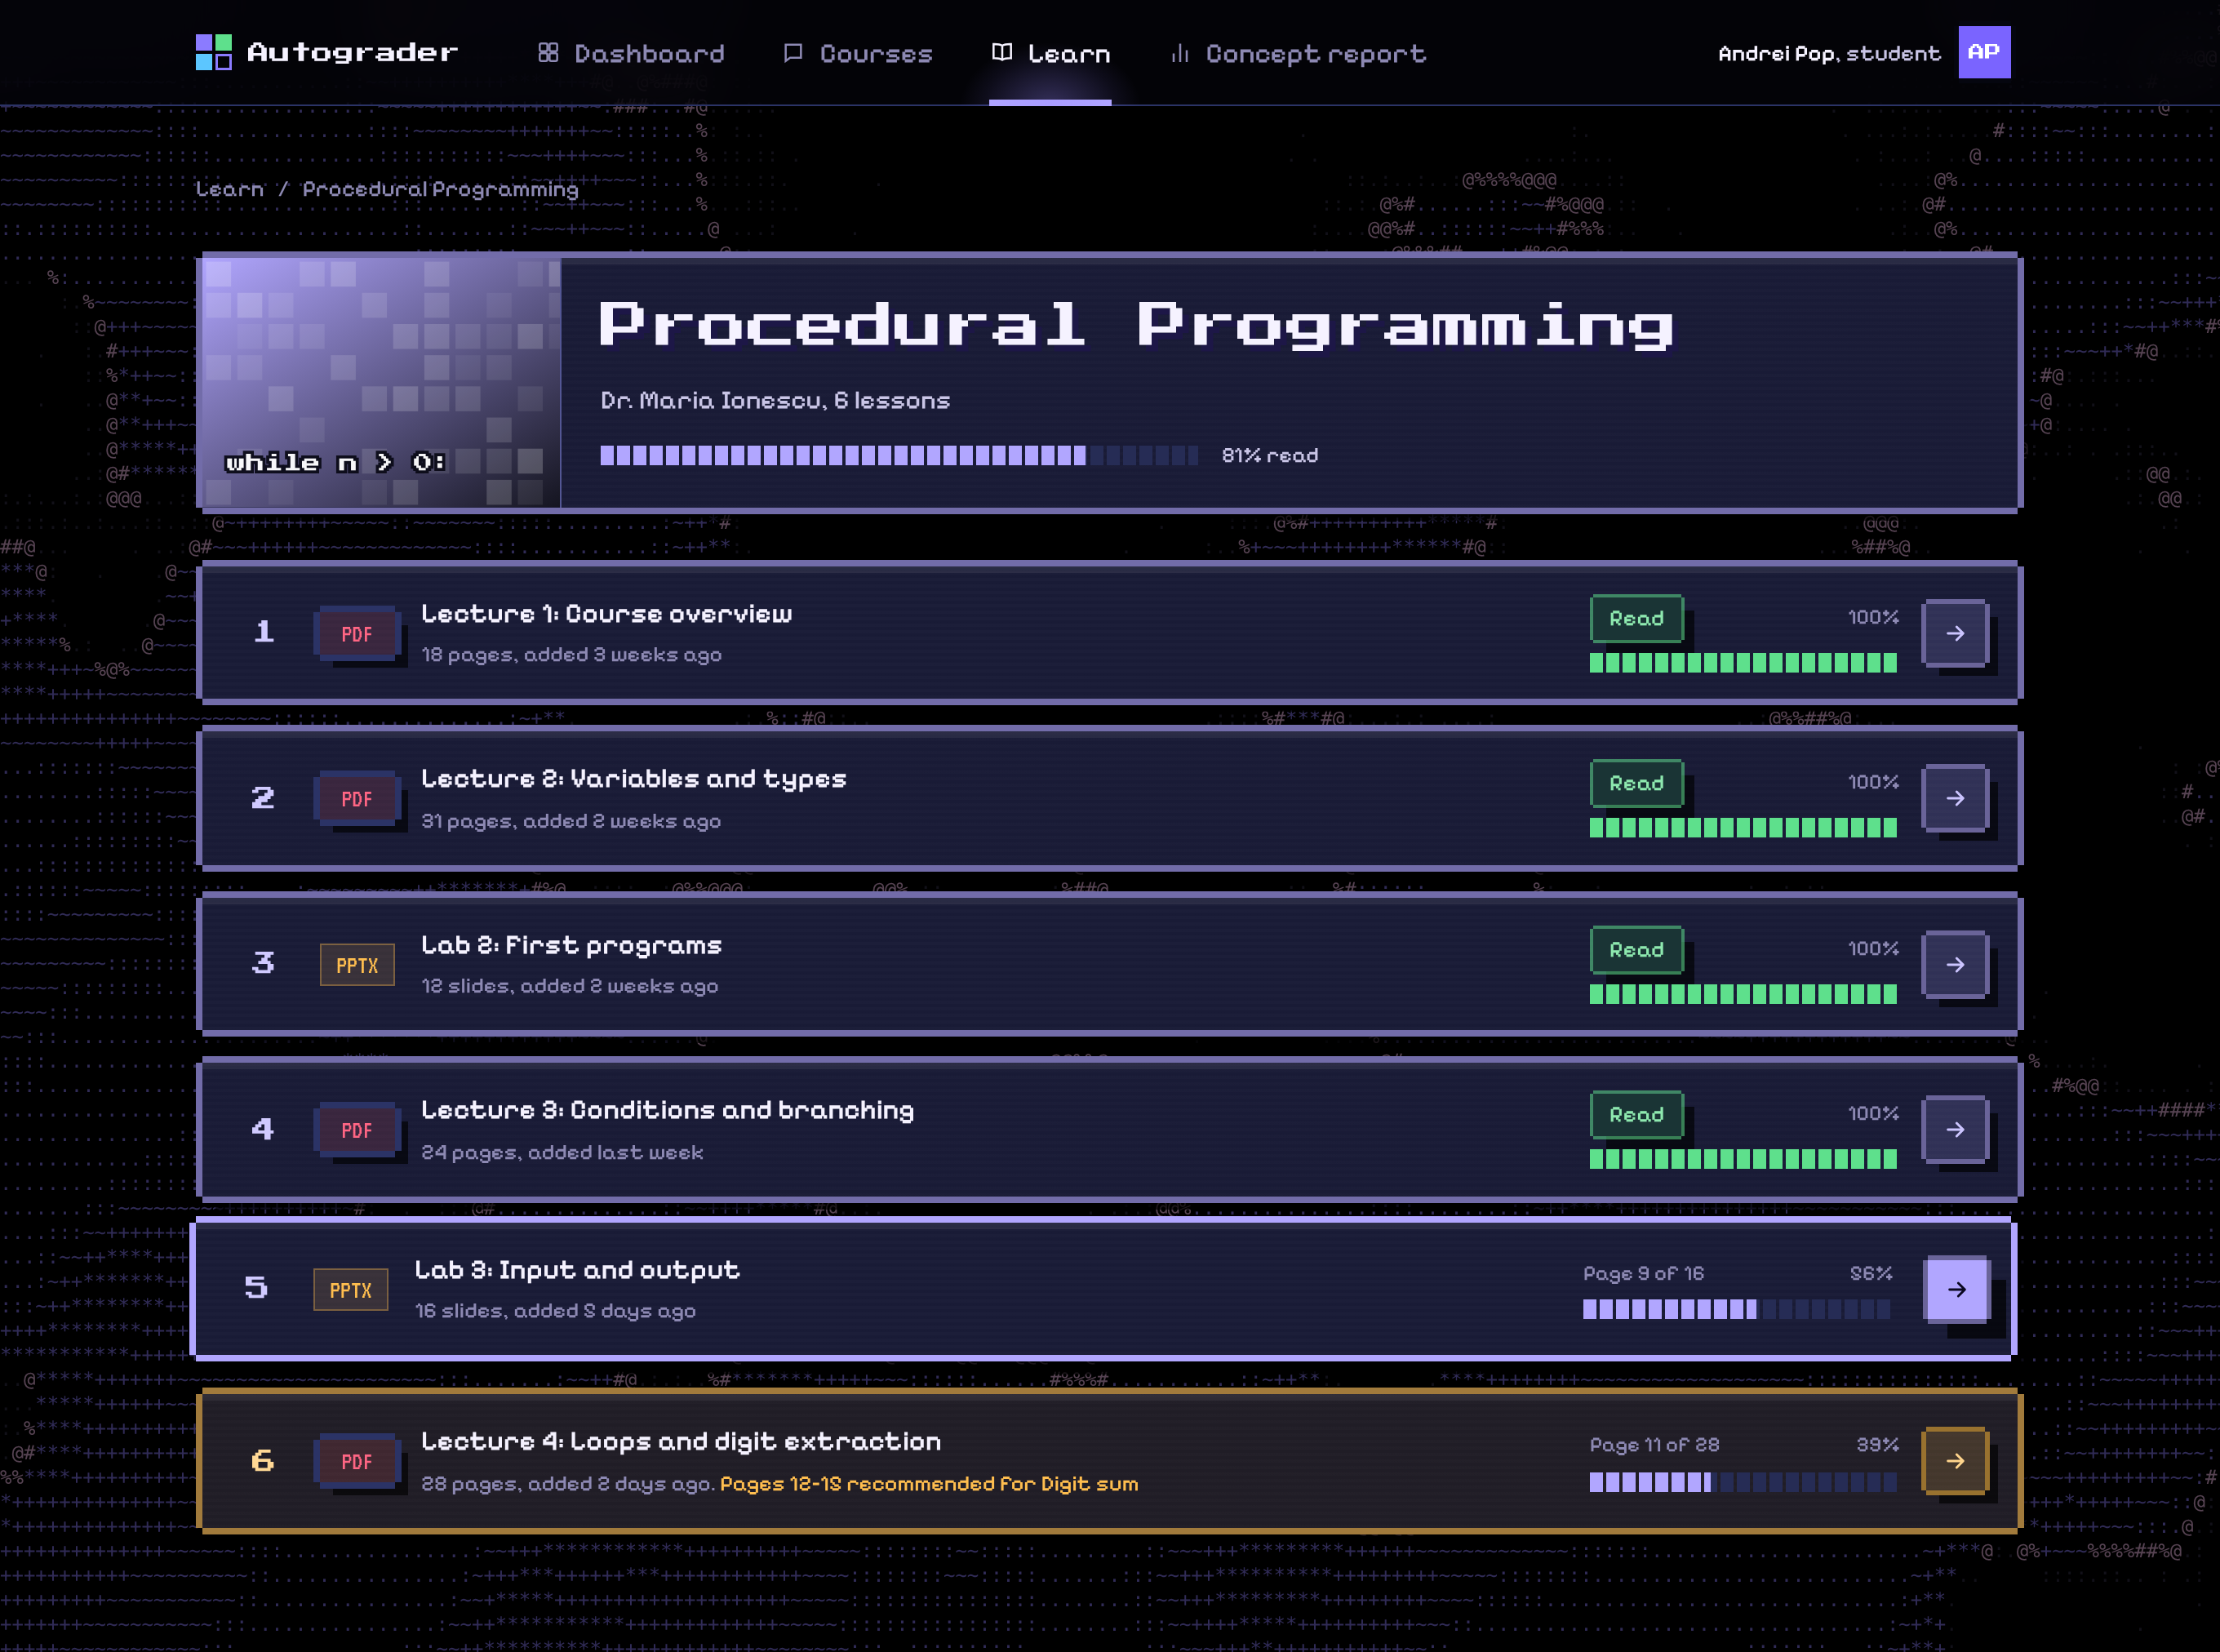 Autograder
Dashboard
Courses
Learn
Concept report
Andrei Pop, student
AP
Learn / Procedural Programming
while n > 0:
Procedural Programming
Dr. Maria Ionescu, 6 lessons
81% read
1
PDF
Lecture 1: Course overview
18 pages, added 3 weeks ago
Read
100%
→
2
PDF
Lecture 2: Variables and types
31 pages, added 2 weeks ago
Read
100%
→
3
PPTX
Lab 2: First programs
12 slides, added 2 weeks ago
Read
100%
→
4
PDF
Lecture 3: Conditions and branching
24 pages, added last week
Read
100%
→
5
PPTX
Lab 3: Input and output
16 slides, added 5 days ago
Page 9 of 16
56%
→
6
PDF
Lecture 4: Loops and digit extraction
28 pages, added 2 days ago. Pages 12-15 recommended for Digit sum
Page 11 of 28
39%
→